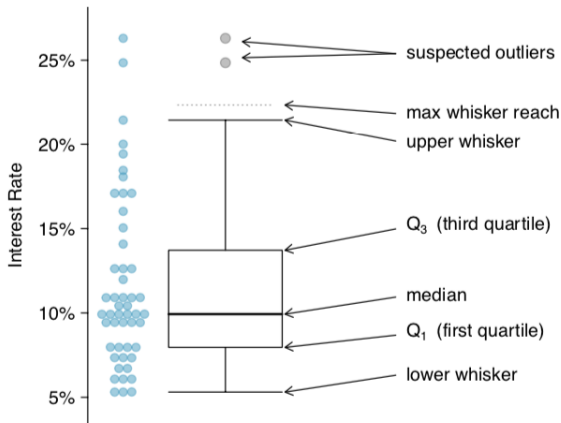 suspected outliers
25%
max whisker reach
upper whisker
20%
Interest Rate
15%
Q3 (third quartile)
median
10%
Q1 (first quartile)
lower whisker
5%